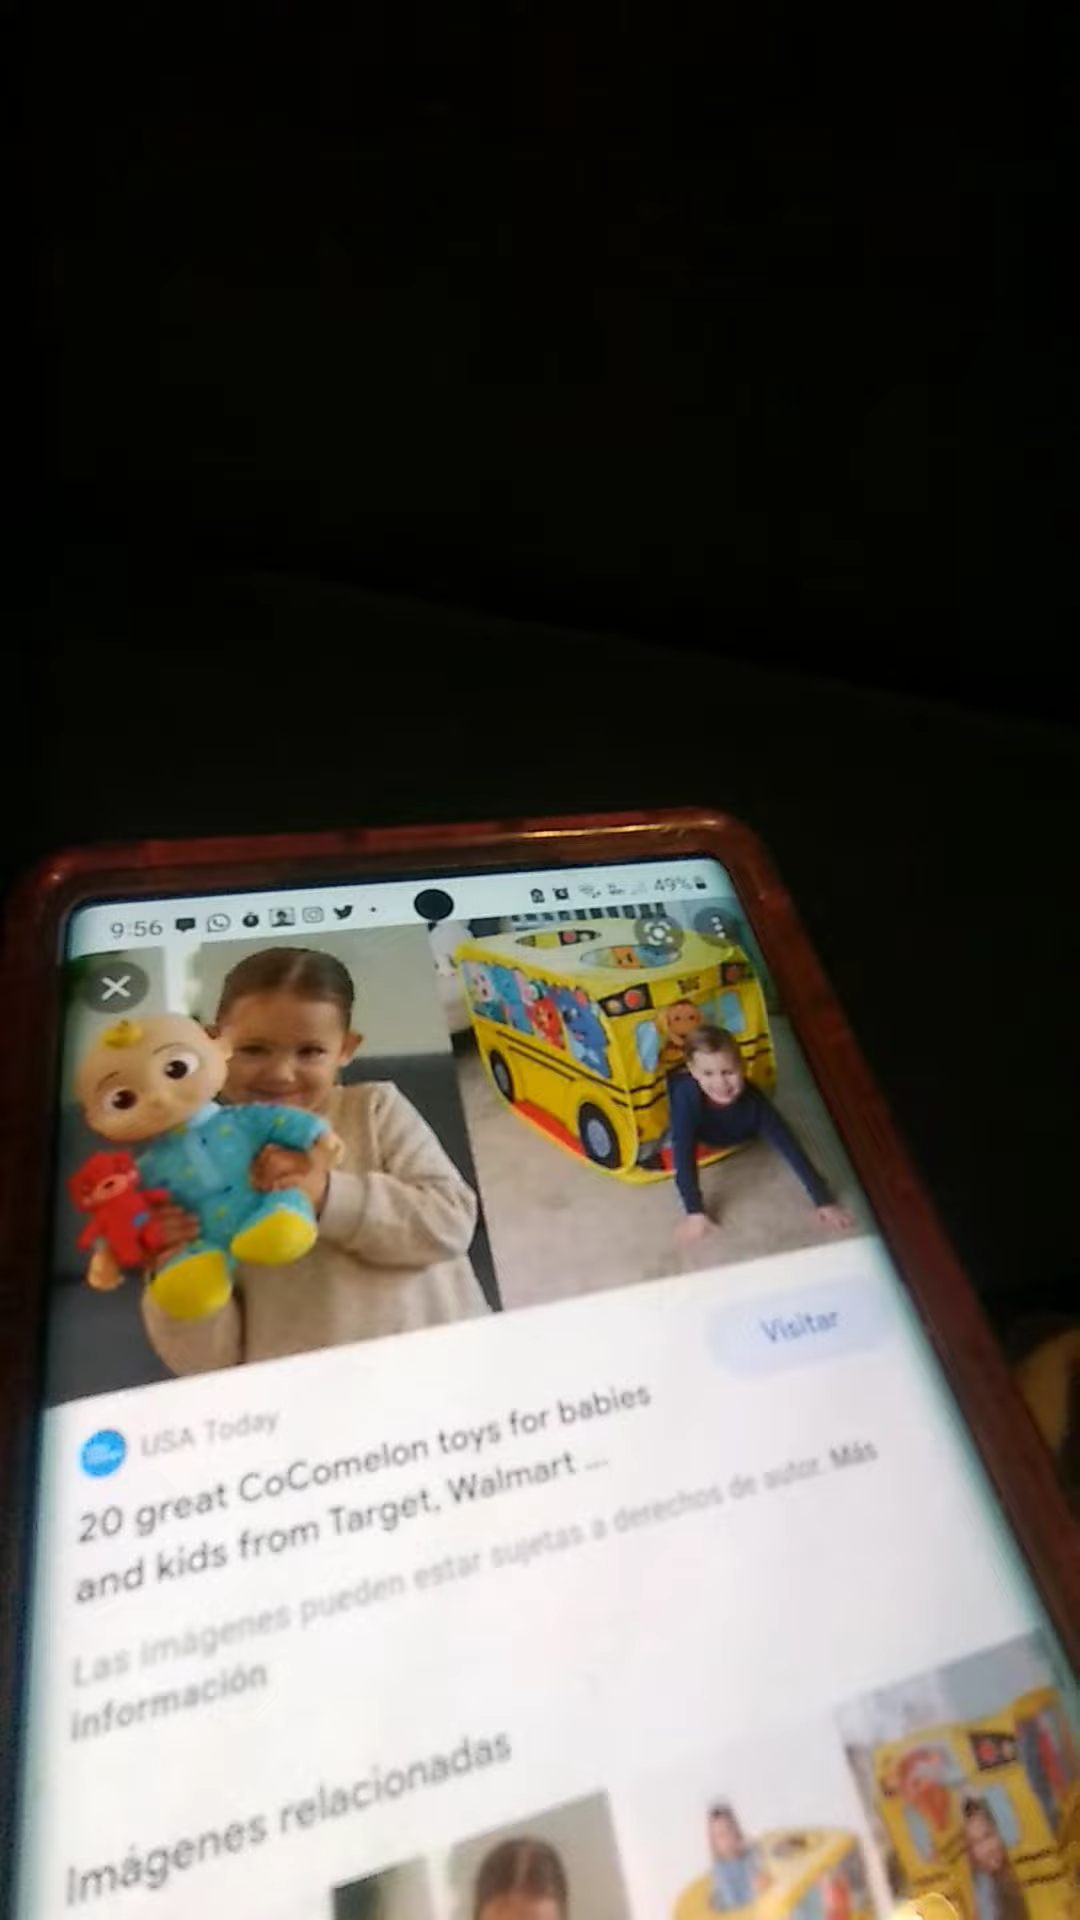 9:56
49%
BUS
Visitar
USA Today
20 great CoComelon toys for babies
and kids from Target, Walmart ...
Las imágenes pueden estar sujetas a derechos de autor. Más
información
Imágenes relacionadas